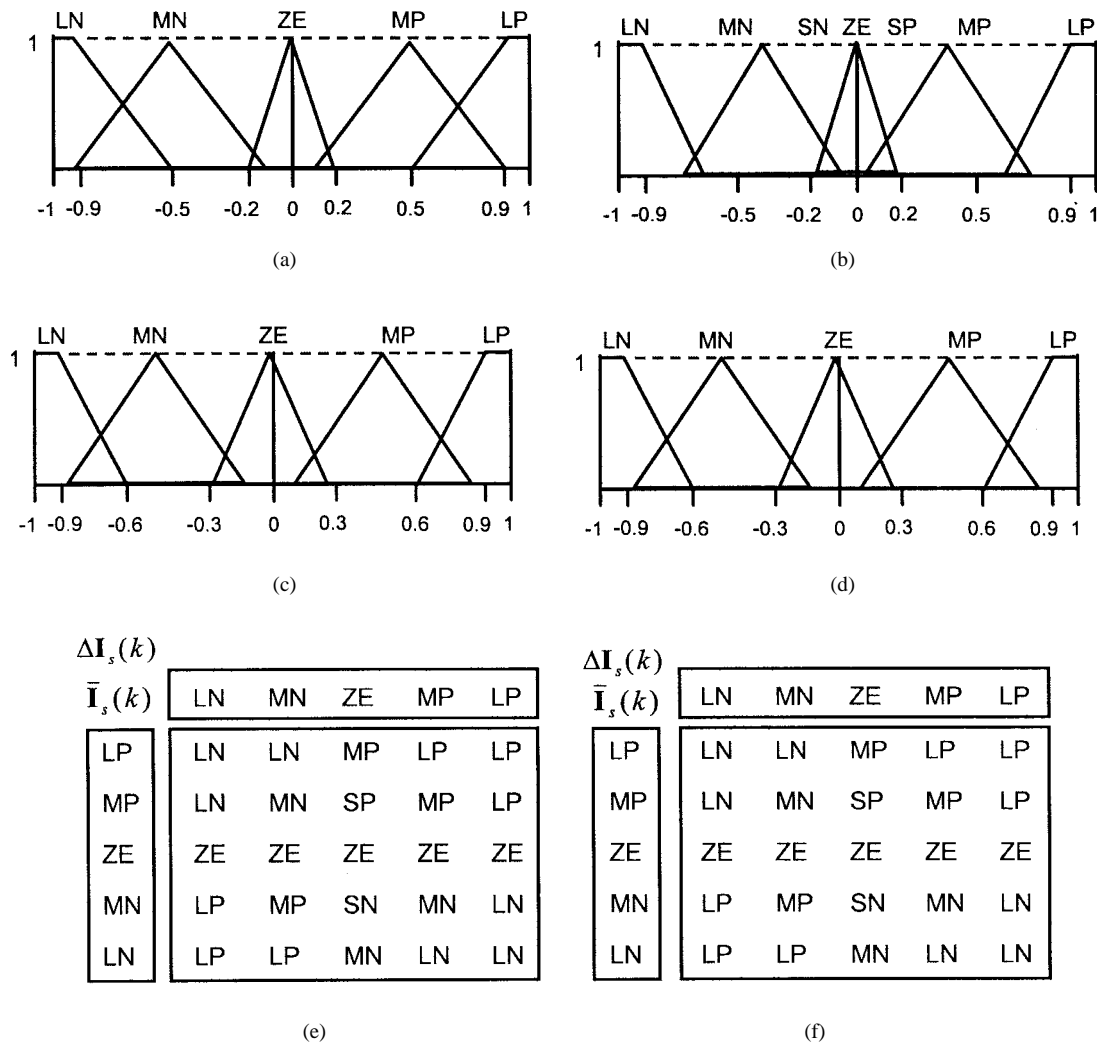 LN MN ZE MP LP
1
-1 -0.9 -0.5 -0.2 0 0.2 0.5 0.9 1
(a)
LN MN SN ZE SP MP LP
1
-1 -0.9 -0.5 -0.2 0 0.2 0.5 0.9 1
(b)
LN MN ZE MP LP
1
-1 -0.9 -0.6 -0.3 0 0.3 0.6 0.9 1
(c)
LN MN ZE MP LP
1
-1 -0.9 -0.6 -0.3 0 0.3 0.6 0.9 1
(d)
ΔI_s(k)
Ī_s(k) LN MN ZE MP LP
LP LN LN MP LP LP
MP LN MN SP MP LP
ZE ZE ZE ZE ZE ZE
MN LP MP SN MN LN
LN LP LP MN LN LN
(e)
ΔI_s(k)
Ī_s(k) LN MN ZE MP LP
LP LN LN MP LP LP
MP LN MN SP MP LP
ZE ZE ZE ZE ZE ZE
MN LP MP SN MN LN
LN LP LP MN LN LN
(f)